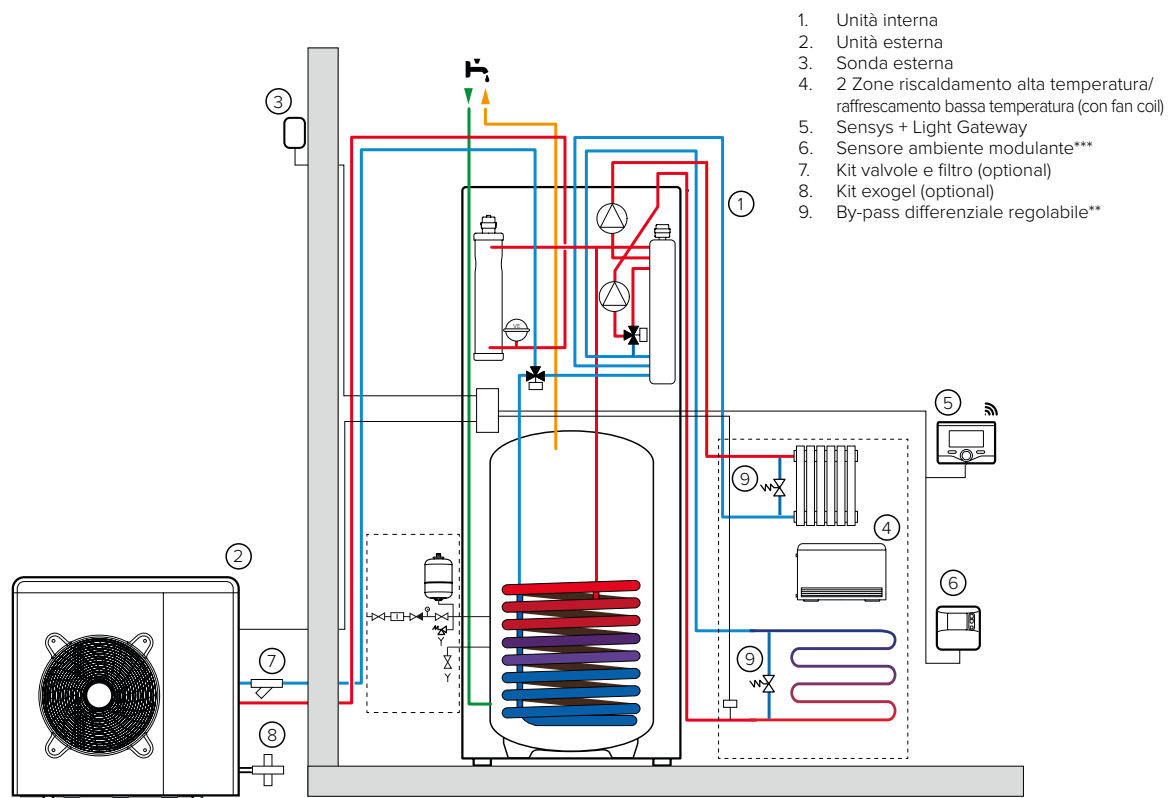 1. Unità interna
2. Unità esterna
3. Sonda esterna
4. 2 Zone riscaldamento alta temperatura/
raffrescamento bassa temperatura (con fan coil)
5. Sensys + Light Gateway
6. Sensore ambiente modulante***
7. Kit valvole e filtro (optional)
8. Kit exogel (optional)
9. By-pass differenziale regolabile**
3
1
VE
5
9
4
2
6
7
9
8